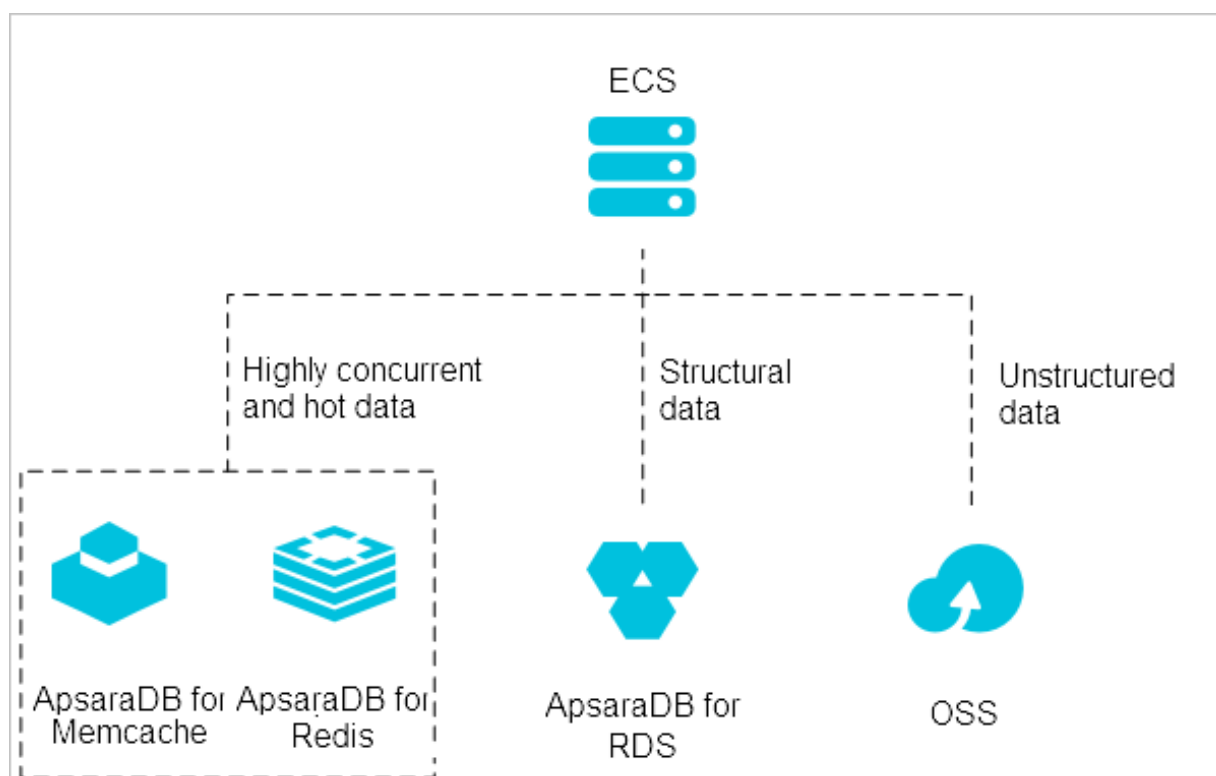 ECS
Highly concurrent
and hot data
Structural
data
Unstructured
data
ApsaraDB for
Memcache
ApsaraDB for
Redis
ApsaraDB for
RDS
OSS